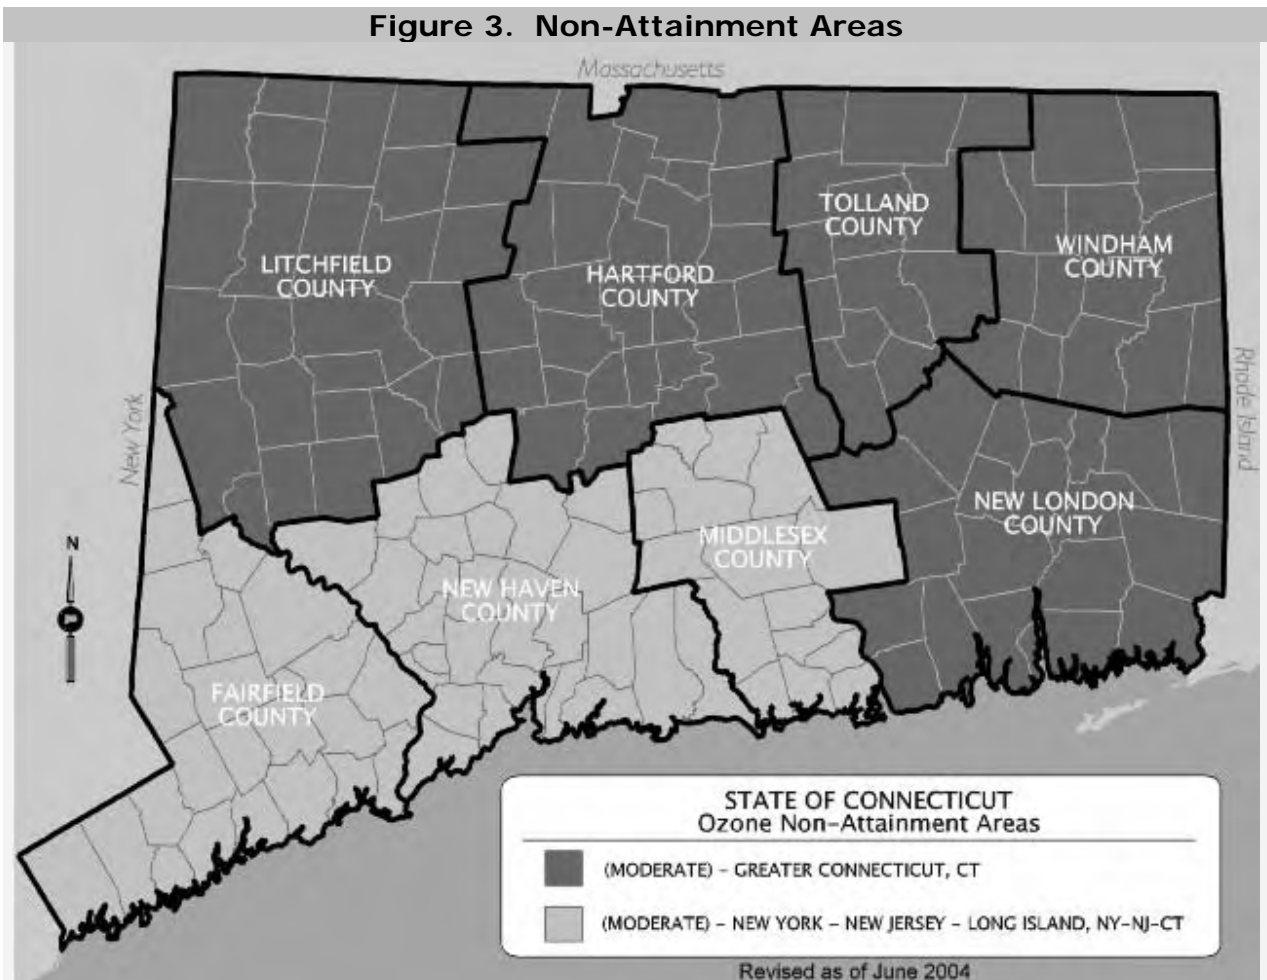 Figure 3. Non-Attainment Areas
Massachusetts
New York
Rhode Island
LITCHFIELD
COUNTY
HARTFORD
COUNTY
TOLLAND
COUNTY
WINDHAM
COUNTY
NEW LONDON
COUNTY
MIDDLESEX
COUNTY
NEW HAVEN
COUNTY
FAIRFIELD
COUNTY
N
STATE OF CONNECTICUT
Ozone Non-Attainment Areas
(MODERATE) - GREATER CONNECTICUT, CT
(MODERATE) - NEW YORK - NEW JERSEY - LONG ISLAND, NY-NJ-CT
Revised as of June 2004